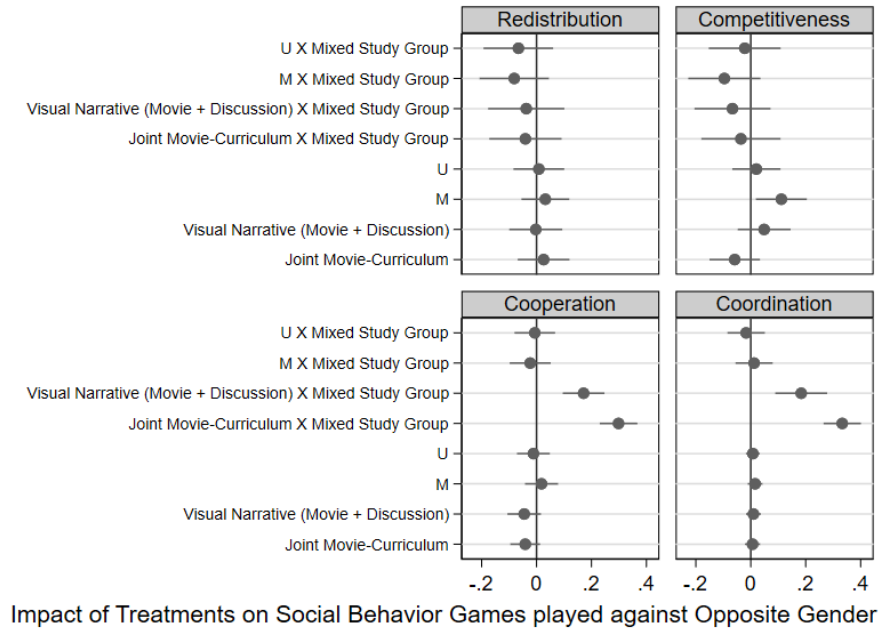 Redistribution
Competitiveness
U X Mixed Study Group
M X Mixed Study Group
Visual Narrative (Movie + Discussion) X Mixed Study Group
Joint Movie-Curriculum X Mixed Study Group
U
M
Visual Narrative (Movie + Discussion)
Joint Movie-Curriculum
Cooperation
Coordination
U X Mixed Study Group
M X Mixed Study Group
Visual Narrative (Movie + Discussion) X Mixed Study Group
Joint Movie-Curriculum X Mixed Study Group
U
M
Visual Narrative (Movie + Discussion)
Joint Movie-Curriculum
-.2 0 .2 .4 -.2 0 .2 .4
Impact of Treatments on Social Behavior Games played against Opposite Gender